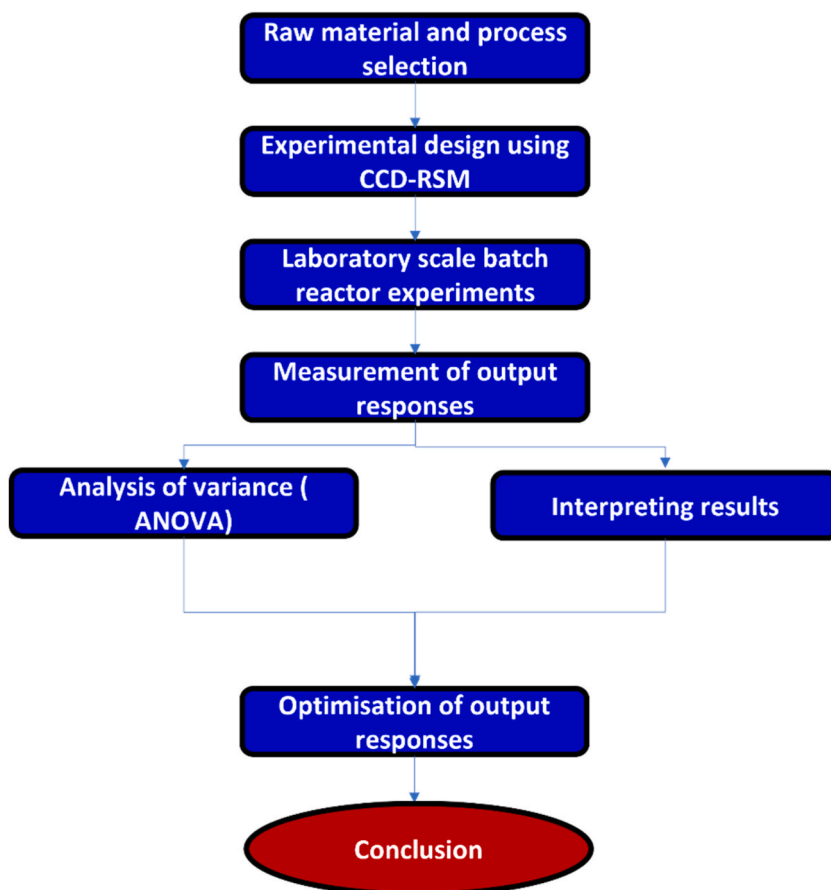 Raw material and process
selection
Experimental design using
CCD-RSM
Laboratory scale batch
reactor experiments
Measurement of output
responses
Analysis of variance (
ANOVA)
Interpreting results
Optimisation of output
responses
Conclusion